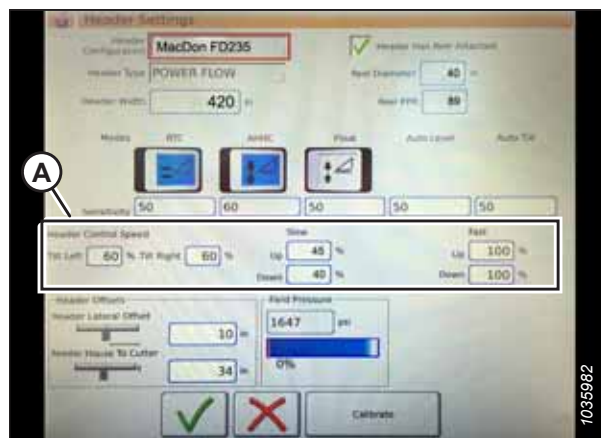 Header Settings
Header Configuration MacDon FD235
Header Has Reel Attached
Header Type POWER FLOW
Reel Diameter 40 in
Header Width 420 in
Reel PPR 89
Modes RTC AHHC Float Auto Level Auto Tilt
A
Sensitivity 50 60 50 50 50
Header Control Speed Slow Fast
Tilt Left 60 % Tilt Right 60 % Up 45 % Up 100 %
Down 40 % Down 100 %
Header Offsets Field Pressure
Header Lateral Offset 1647 psi
10 in
Feeder House To Cutter
34 in 0%
Calibrate
1035982